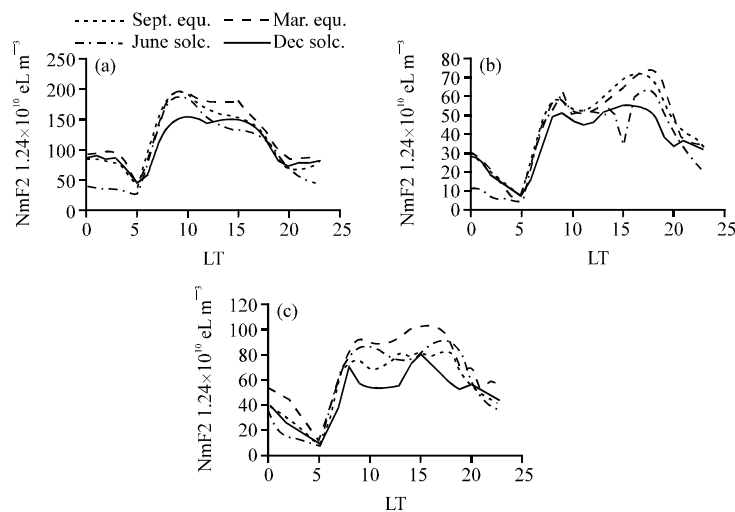 Sept. equ. Mar. equ.
June solc. Dec solc.
(a)
250
200
150
100
50
0
NmF2 1.24×10¹⁰ eL m⁻³
0 5 10 15 20 25
LT
(b)
80
70
60
50
40
30
20
10
0
NmF2 1.24×10¹⁰ eL m⁻³
0 5 10 15 20 25
LT
(c)
120
100
80
60
40
20
0
NmF2 1.24×10¹⁰ eL m⁻³
0 5 10 15 20 25
LT